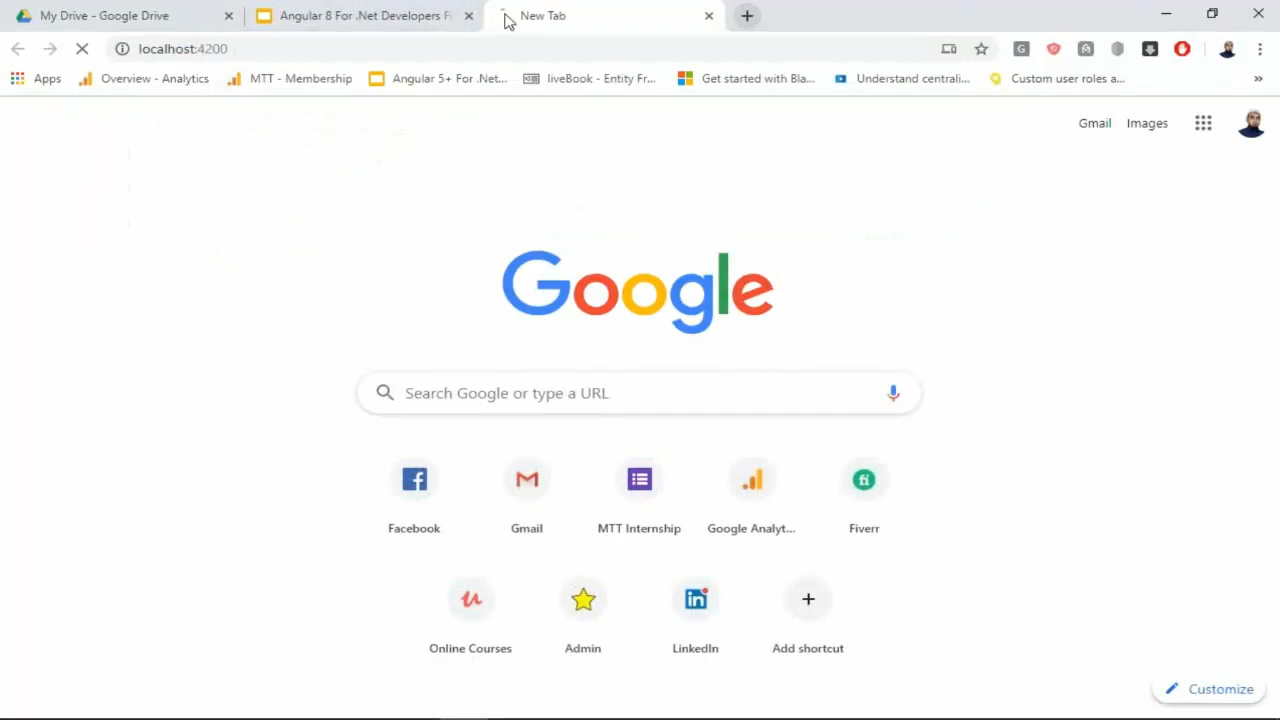 My Drive - Google Drive
Angular 8 For .Net Developers F
New Tab
localhost:4200
Apps
Overview - Analytics
MTT - Membership
Angular 5+ For .Net...
liveBook - Entity Fr...
Get started with Bla...
Understand centrali...
Custom user roles a...
Gmail
Images
Google
Search Google or type a URL
Facebook
Gmail
MTT Internship
Google Analyt...
Fiverr
Online Courses
Admin
LinkedIn
Add shortcut
Customize